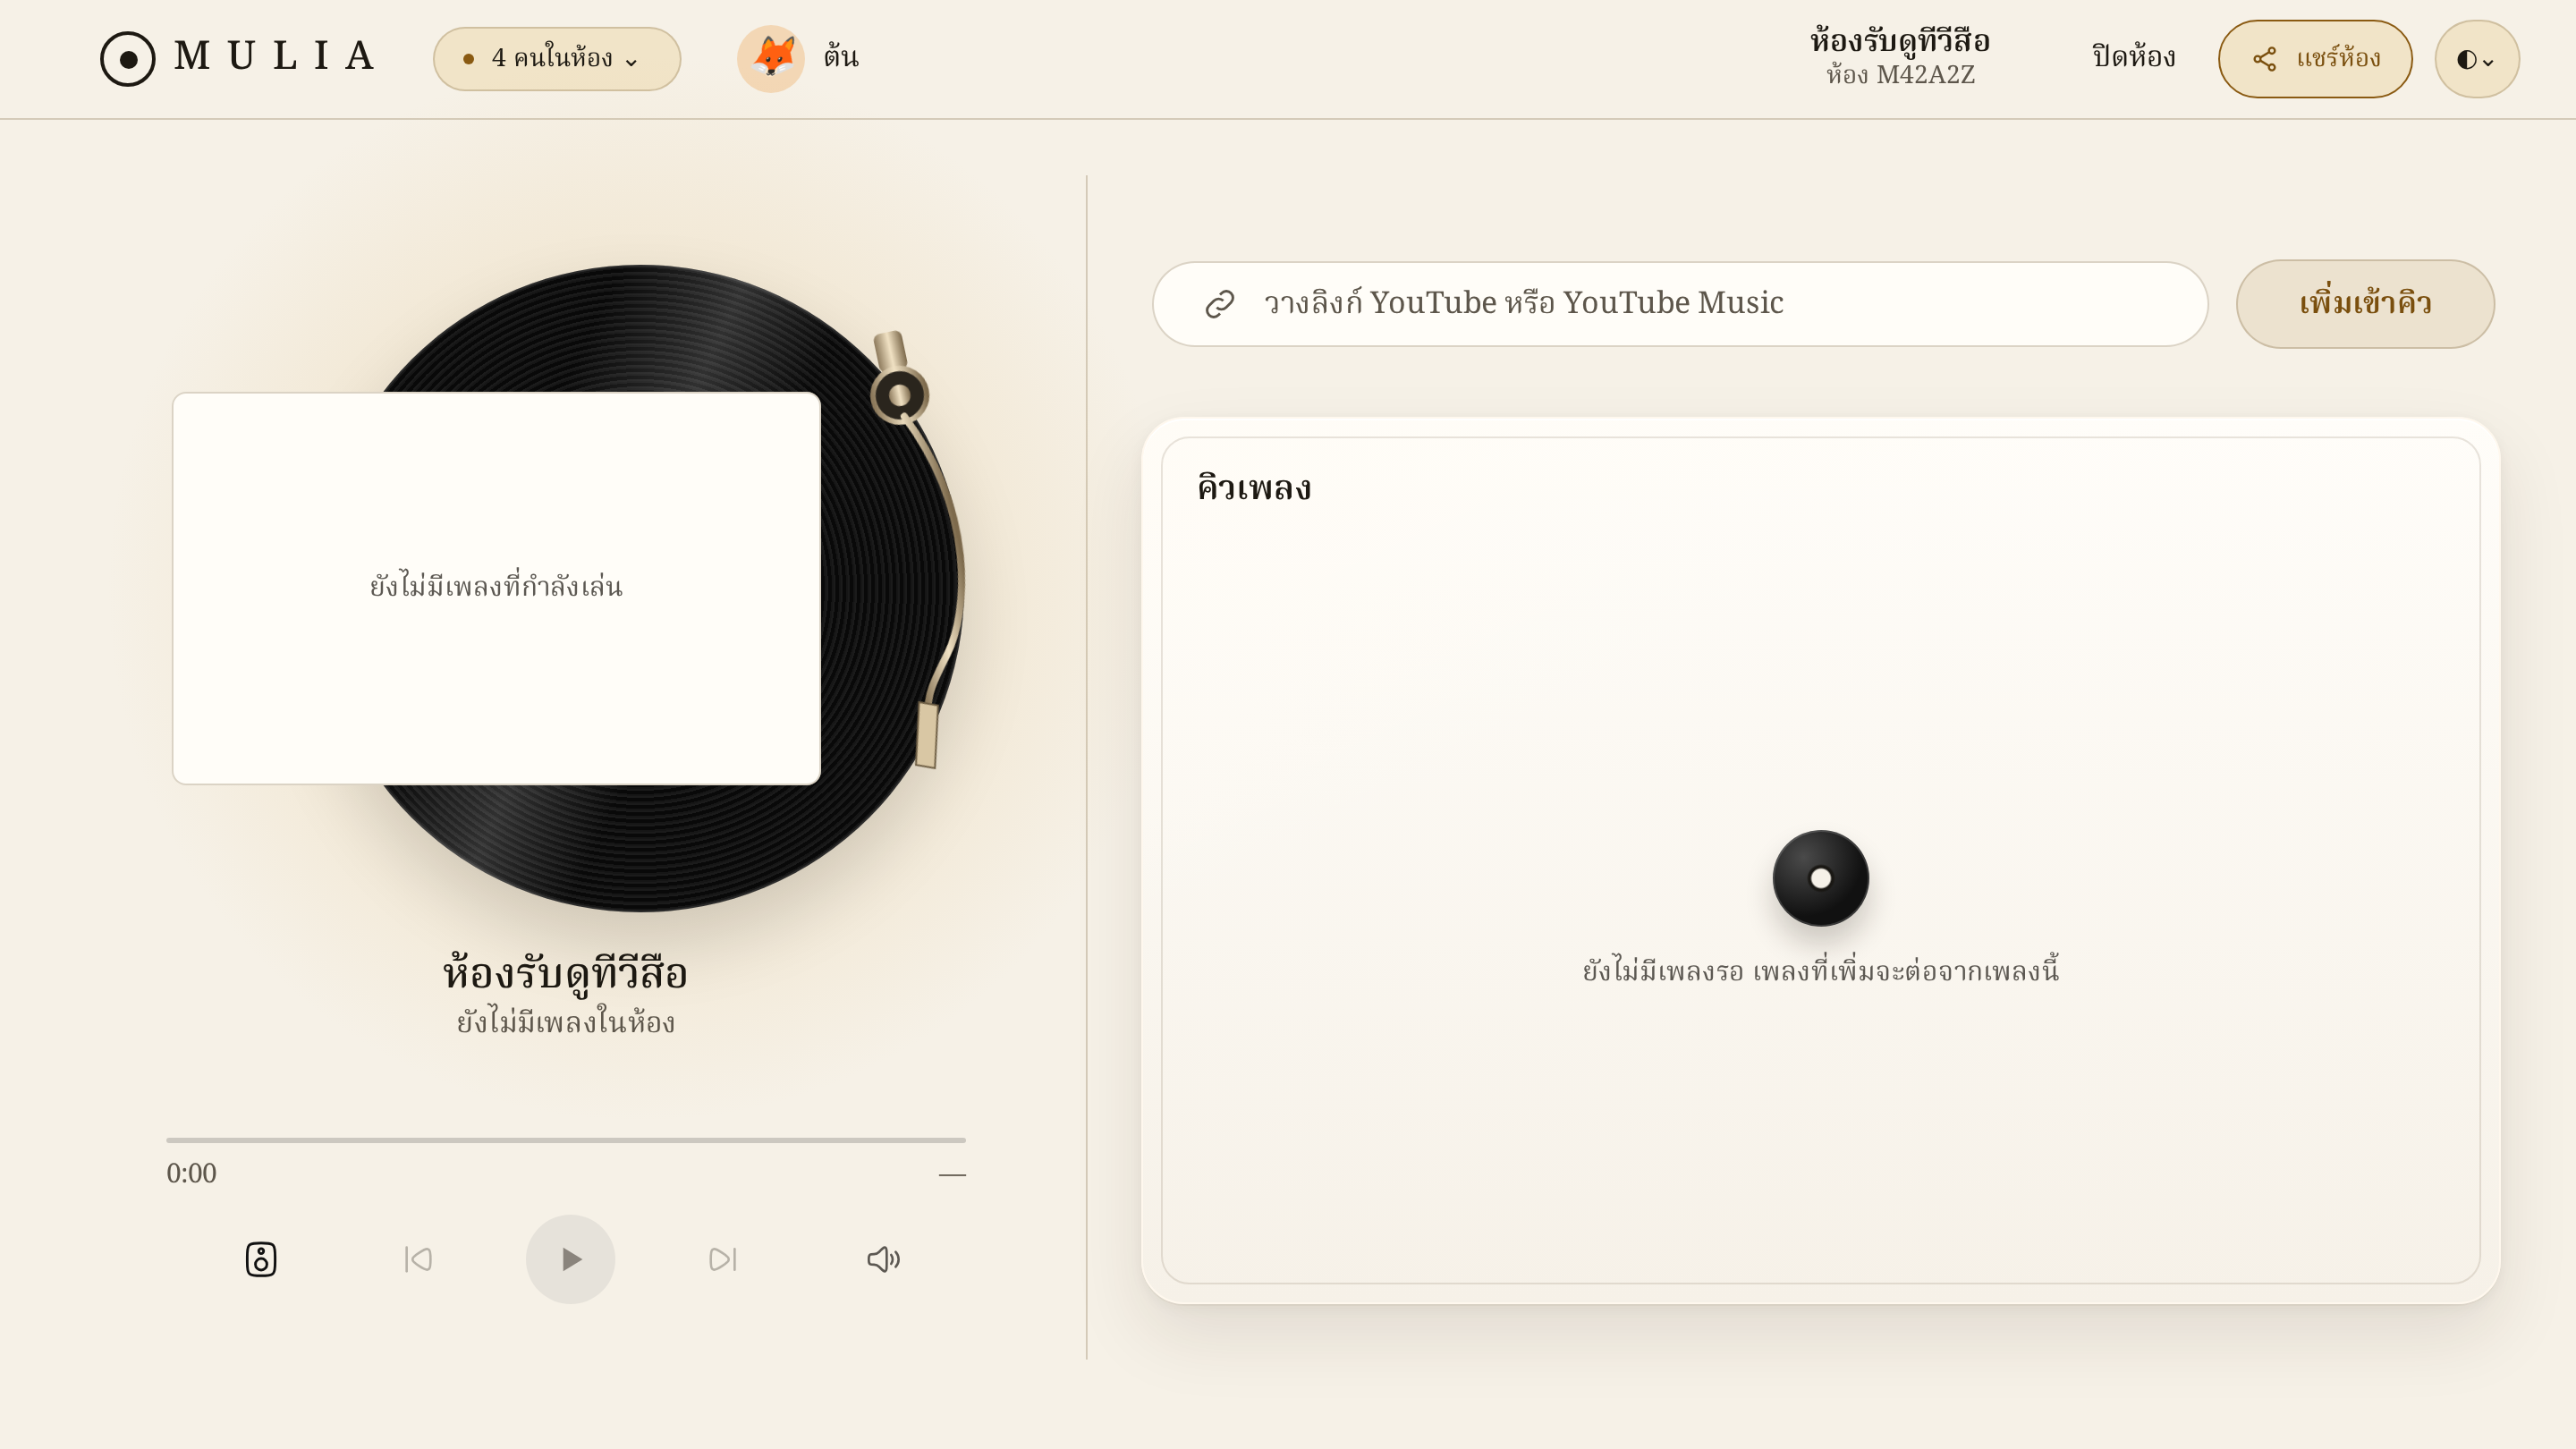 MULIA
4 คนในห้อง
ต้น
ห้องรับดูทีวีสือ
ห้อง M42A2Z
ปิดห้อง
แชร์ห้อง
ยังไม่มีเพลงที่กำลังเล่น
ห้องรับดูทีวีสือ
ยังไม่มีเพลงในห้อง
0:00
—
วางลิงก์ YouTube หรือ YouTube Music
เพิ่มเข้าคิว
คิวเพลง
ยังไม่มีเพลงรอ เพลงที่เพิ่มจะต่อจากเพลงนี้